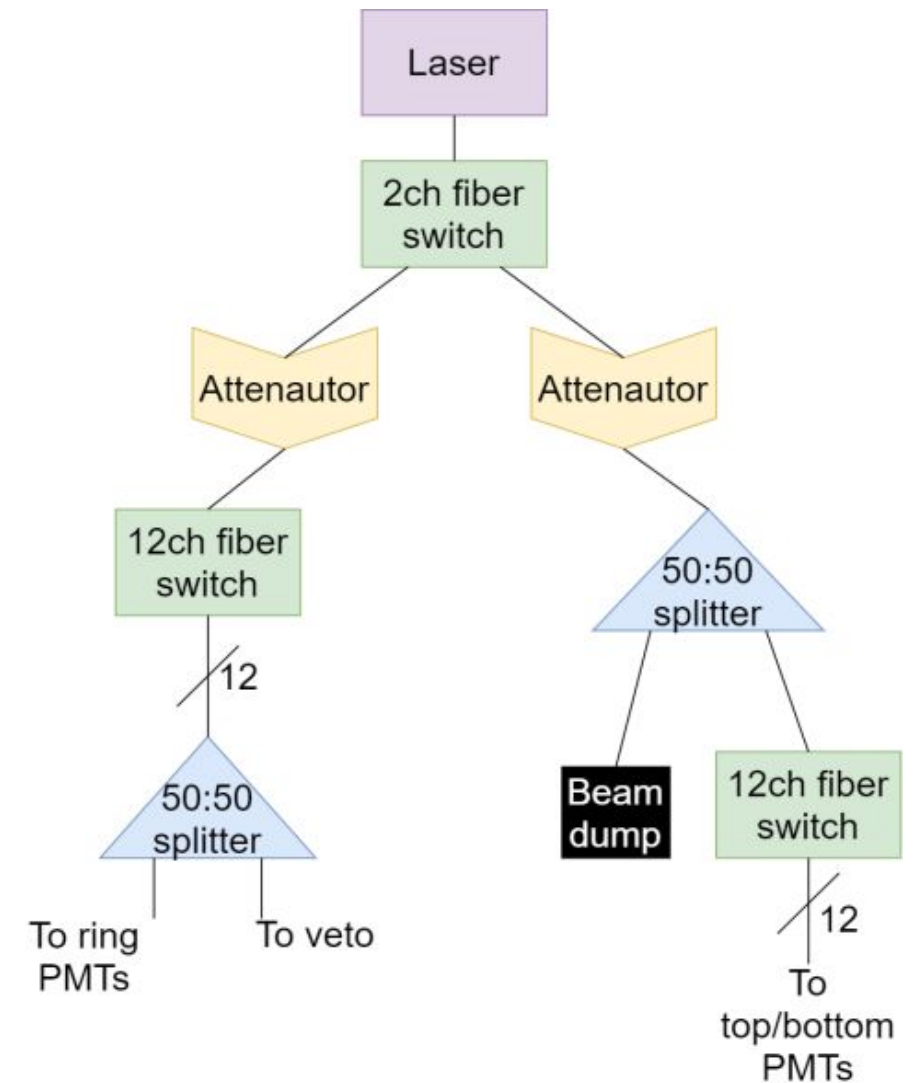 Laser
2ch fiber
switch
Attenautor
Attenautor
12ch fiber
switch
50:50
splitter
12
50:50
splitter
Beam
dump
12ch fiber
switch
12
To ring
PMTs
To veto
To
top/bottom
PMTs